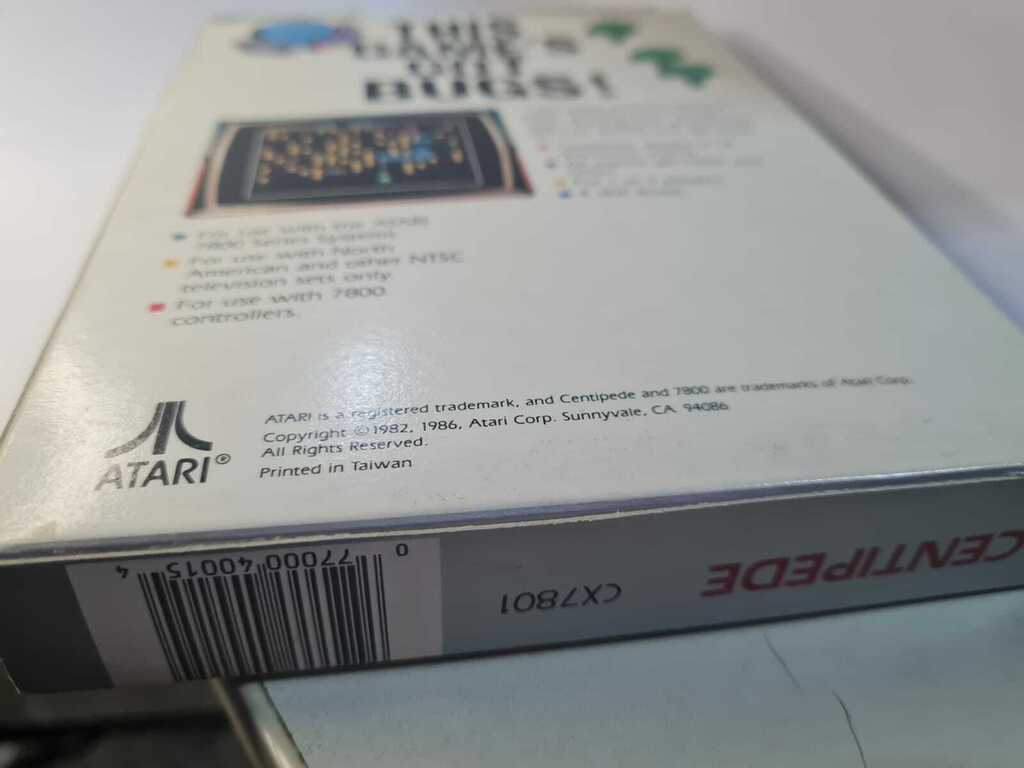 THIS
GAME'S
GOT
BUGS!
For use with the ATARI
7800 Series Systems.
For use with North
American and other NTSC
television sets only.
For use with 7800
controllers.
ATARI®
ATARI is a registered trademark, and Centipede and 7800 are trademarks of Atari Corp.
Copyright ©1982, 1986, Atari Corp. Sunnyvale, CA 94086
All Rights Reserved.
Printed in Taiwan
0 77000 40015 4
CX7801
CENTIPEDE